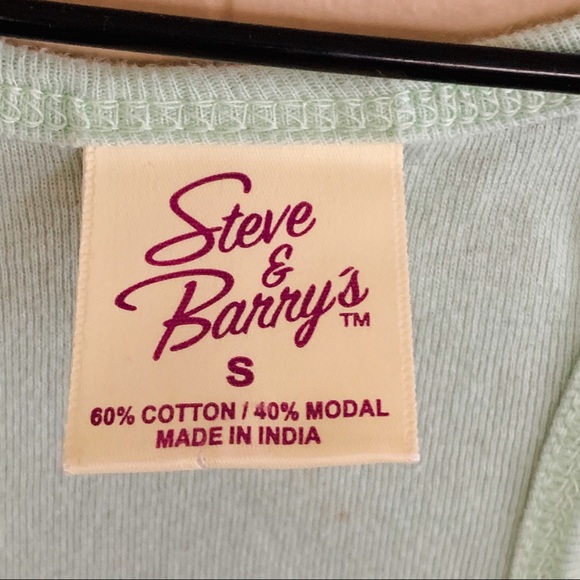 Steve
&
Barry's™
S
60% COTTON / 40% MODAL
MADE IN INDIA